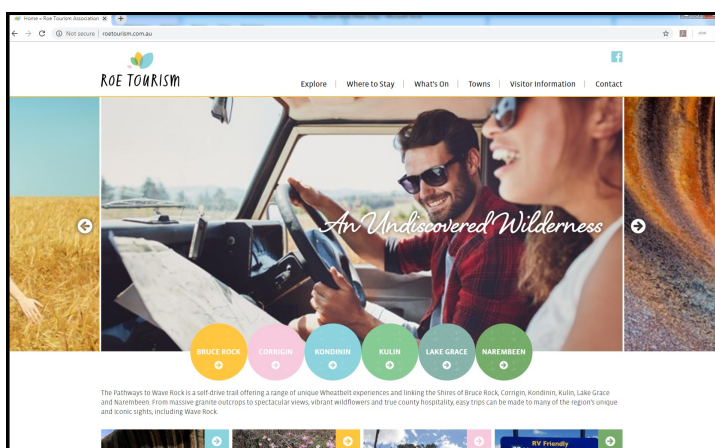 Home » Roe Tourism Association
Not secure | roetourism.com.au
ROE TOURISM
Explore | Where to Stay | What's On | Towns | Visitor Information | Contact
An Undiscovered Wilderness
BRUCE ROCK
CORRIGIN
KONDININ
KULIN
LAKE GRACE
NAREMBEEN
The Pathways to Wave Rock is a self-drive trail offering a range of unique Wheatbelt experiences and linking the Shires of Bruce Rock, Corrigin, Kondinin, Kulin, Lake Grace
and Narembeen. From massive granite outcrops to spectacular views, vibrant wildflowers and true county hospitality, easy trips can be made to many of the region's unique
and iconic sights, including Wave Rock.
RV Friendly